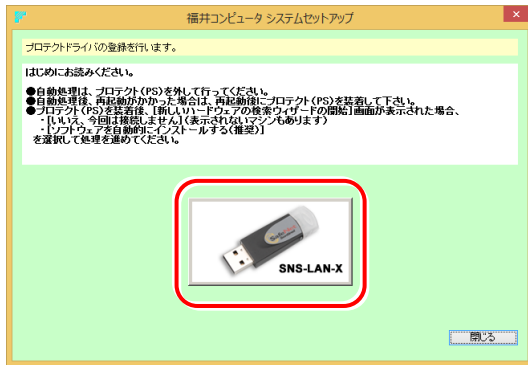 福井コンピュータ システムセットアップ
プロテクトドライバの登録を行います。
はじめにお読みください。
●自動処理は、プロテクト(PS)を外して行ってください。
●自動処理後、再起動がかかった場合は、再起動後にプロテクト(PS)を装着して下さい。
●プロテクト(PS)を装着後、[新しいハードウェアの検索ウィザードの開始]画面が表示された場合、
・[いいえ、今回は接続しません](表示されないマシンもあります)
・[ソフトウェアを自動的にインストールする(推奨)]
を選択して処理を進めてください。
SNS-LAN-X
閉じる